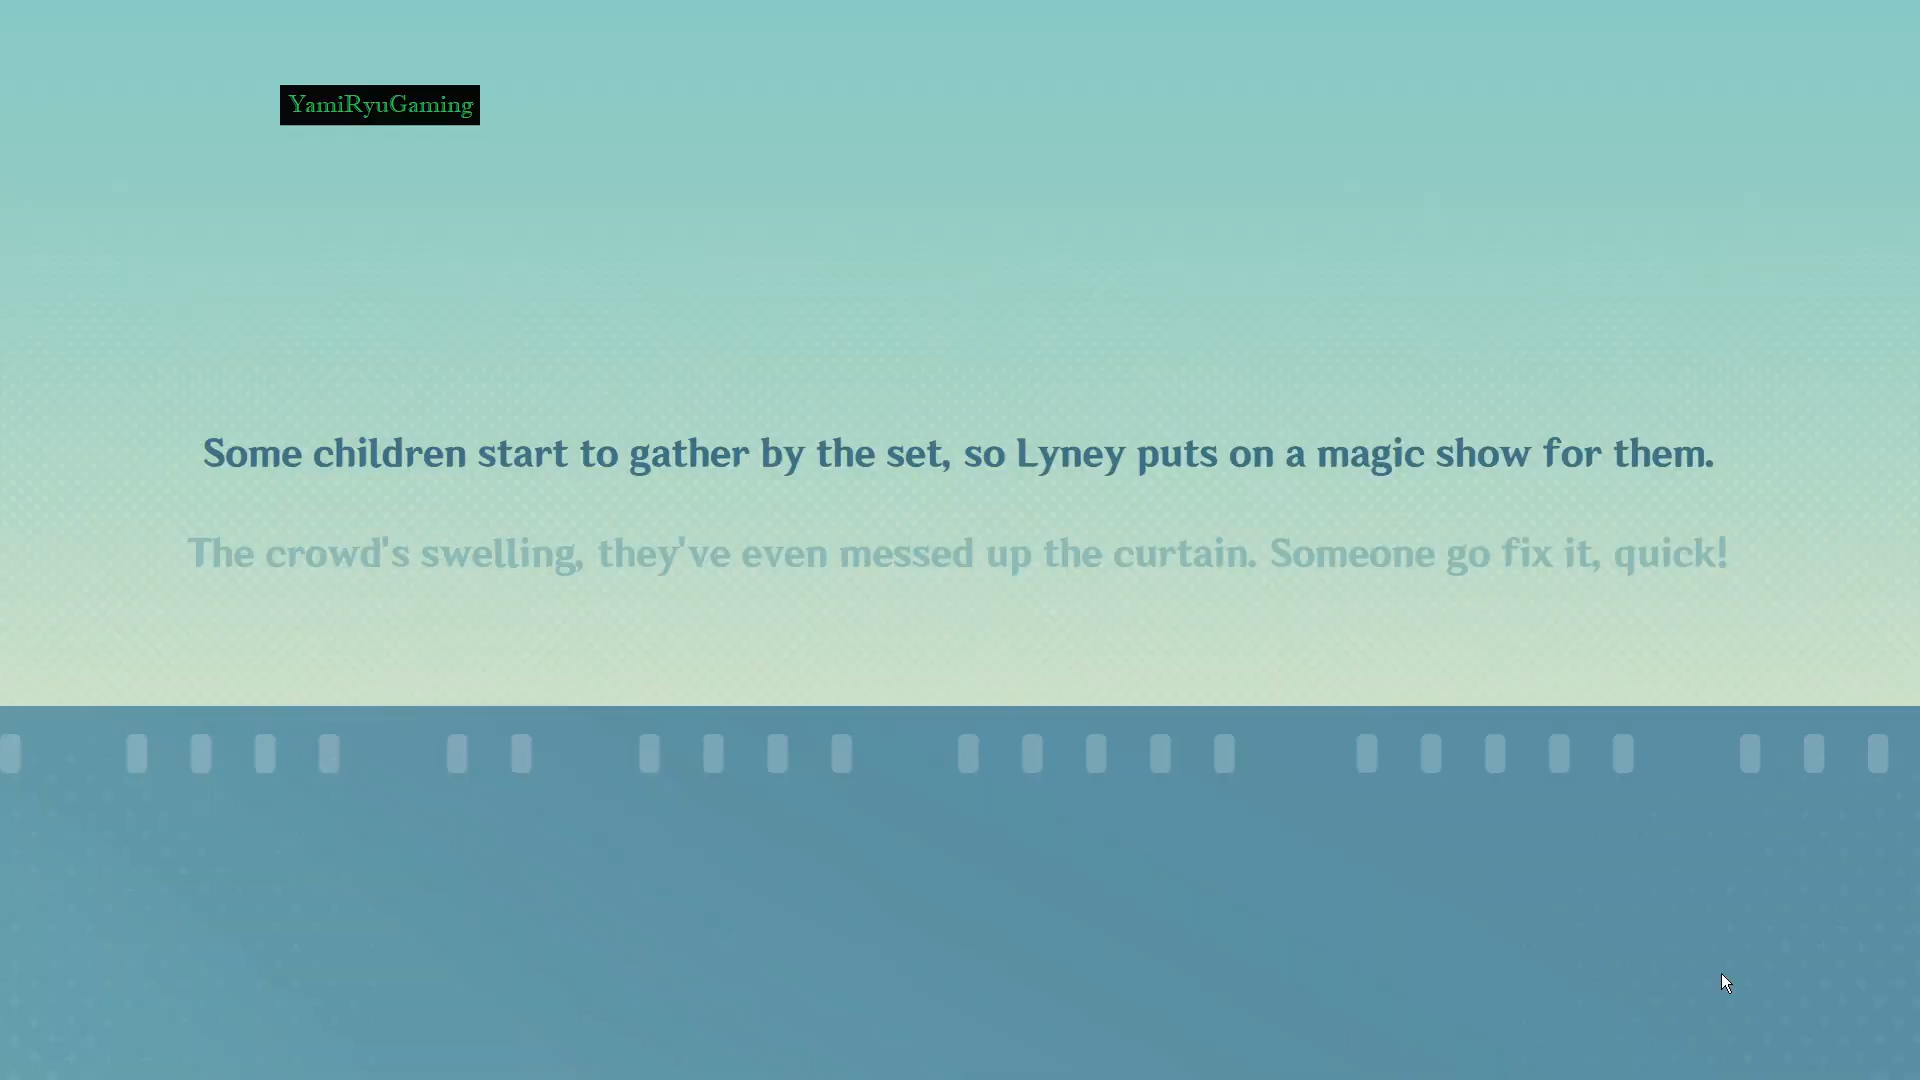 YamiRyuGaming
Some children start to gather by the set, so Lyney puts on a magic show for them.
The crowd's swelling, they've even messed up the curtain. Someone go fix it, quick!